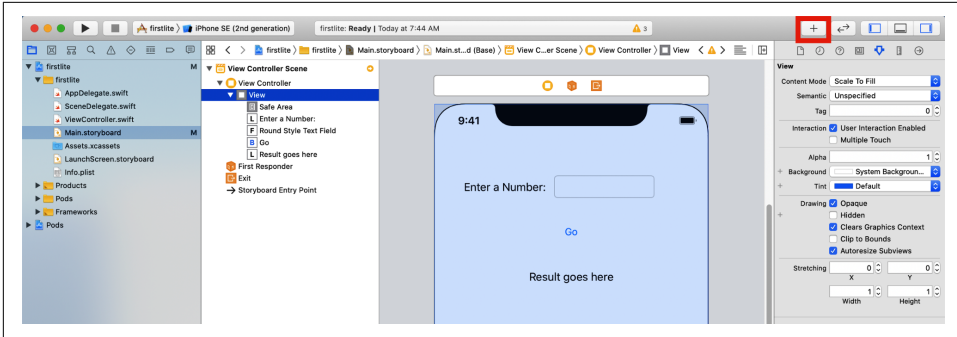 firstlite
iPhone SE (2nd generation)
firstlite: Ready | Today at 7:44 AM
3
firstlite
M
firstlite
AppDelegate.swift
SceneDelegate.swift
ViewController.swift
Main.storyboard
M
Assets.xcassets
LaunchScreen.storyboard
Info.plist
Products
Pods
Frameworks
Pods
firstlite
firstlite
Main.storyboard
Main.st...d (Base)
View C...er Scene
View Controller
View
View Controller Scene
View Controller
View
Safe Area
L Enter a Number:
F Round Style Text Field
B Go
L Result goes here
First Responder
Exit
Storyboard Entry Point
9:41
Enter a Number:
Go
Result goes here
View
Content Mode Scale To Fill
Semantic Unspecified
Tag 0
Interaction User Interaction Enabled
Multiple Touch
Alpha 1
+ Background System Backgroun...
+ Tint Default
Drawing Opaque
+ Hidden
Clears Graphics Context
Clip to Bounds
Autoresize Subviews
Stretching 0 0
X Y
1 1
Width Height